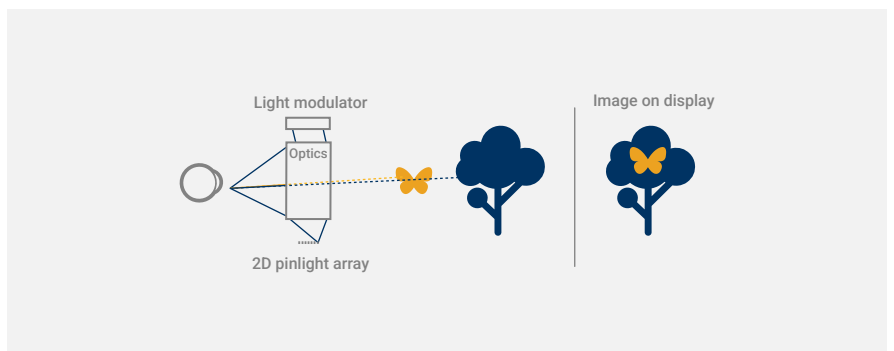 Light modulator
Image on display
Optics
2D pinlight array